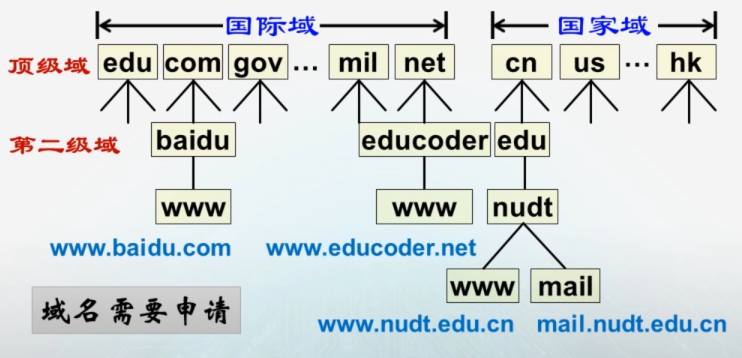 国际域 国家域
顶级域 edu com gov ... mil net cn us ... hk
第二级域 baidu educoder edu
www www nudt
www.baidu.com www.educoder.net
www mail
域名需要申请
www.nudt.edu.cn mail.nudt.edu.cn